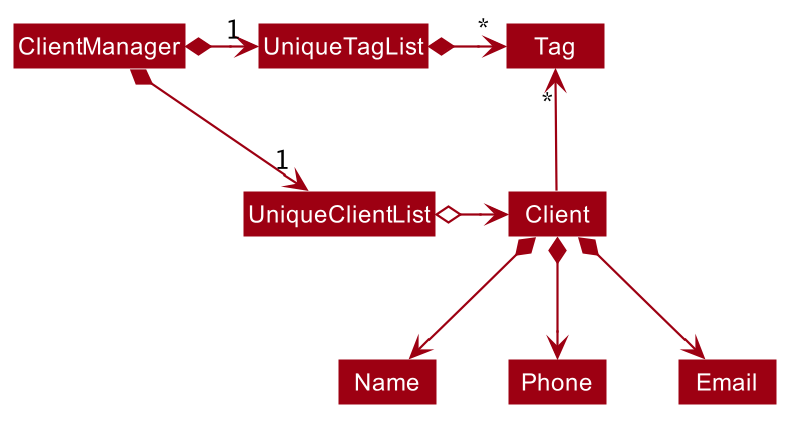 ClientManager
1
UniqueTagList
*
Tag
*
1
UniqueClientList
Client
Name
Phone
Email